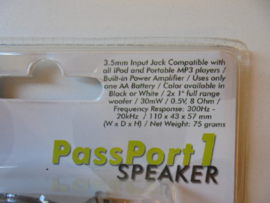 3.5mm Input Jack Compatible with
all iPod and Portable MP3 players /
Built-in Power Amplifier / Uses only
one AA Battery / Color available in
Black or White / 2x 1" full range
woofer / 30mW / 0.5V, 8 Ohm /
Frequency Response: 300Hz -
20kHz / 110 x 43 x 57 mm
(W x D x H) / Net Weight: 75 grams
PassPort1
SPEAKER